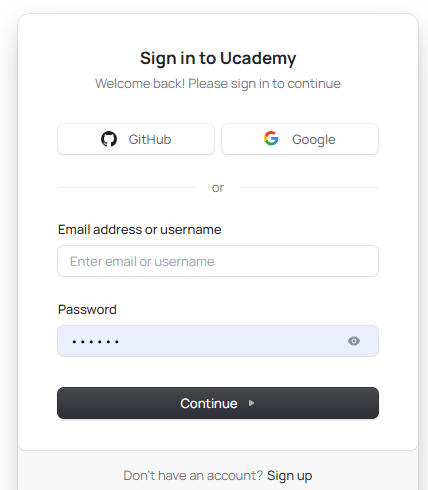 Sign in to Ucademy
Welcome back! Please sign in to continue
GitHub
Google
or
Email address or username
Enter email or username
Password
••••••
Continue
Don't have an account? Sign up